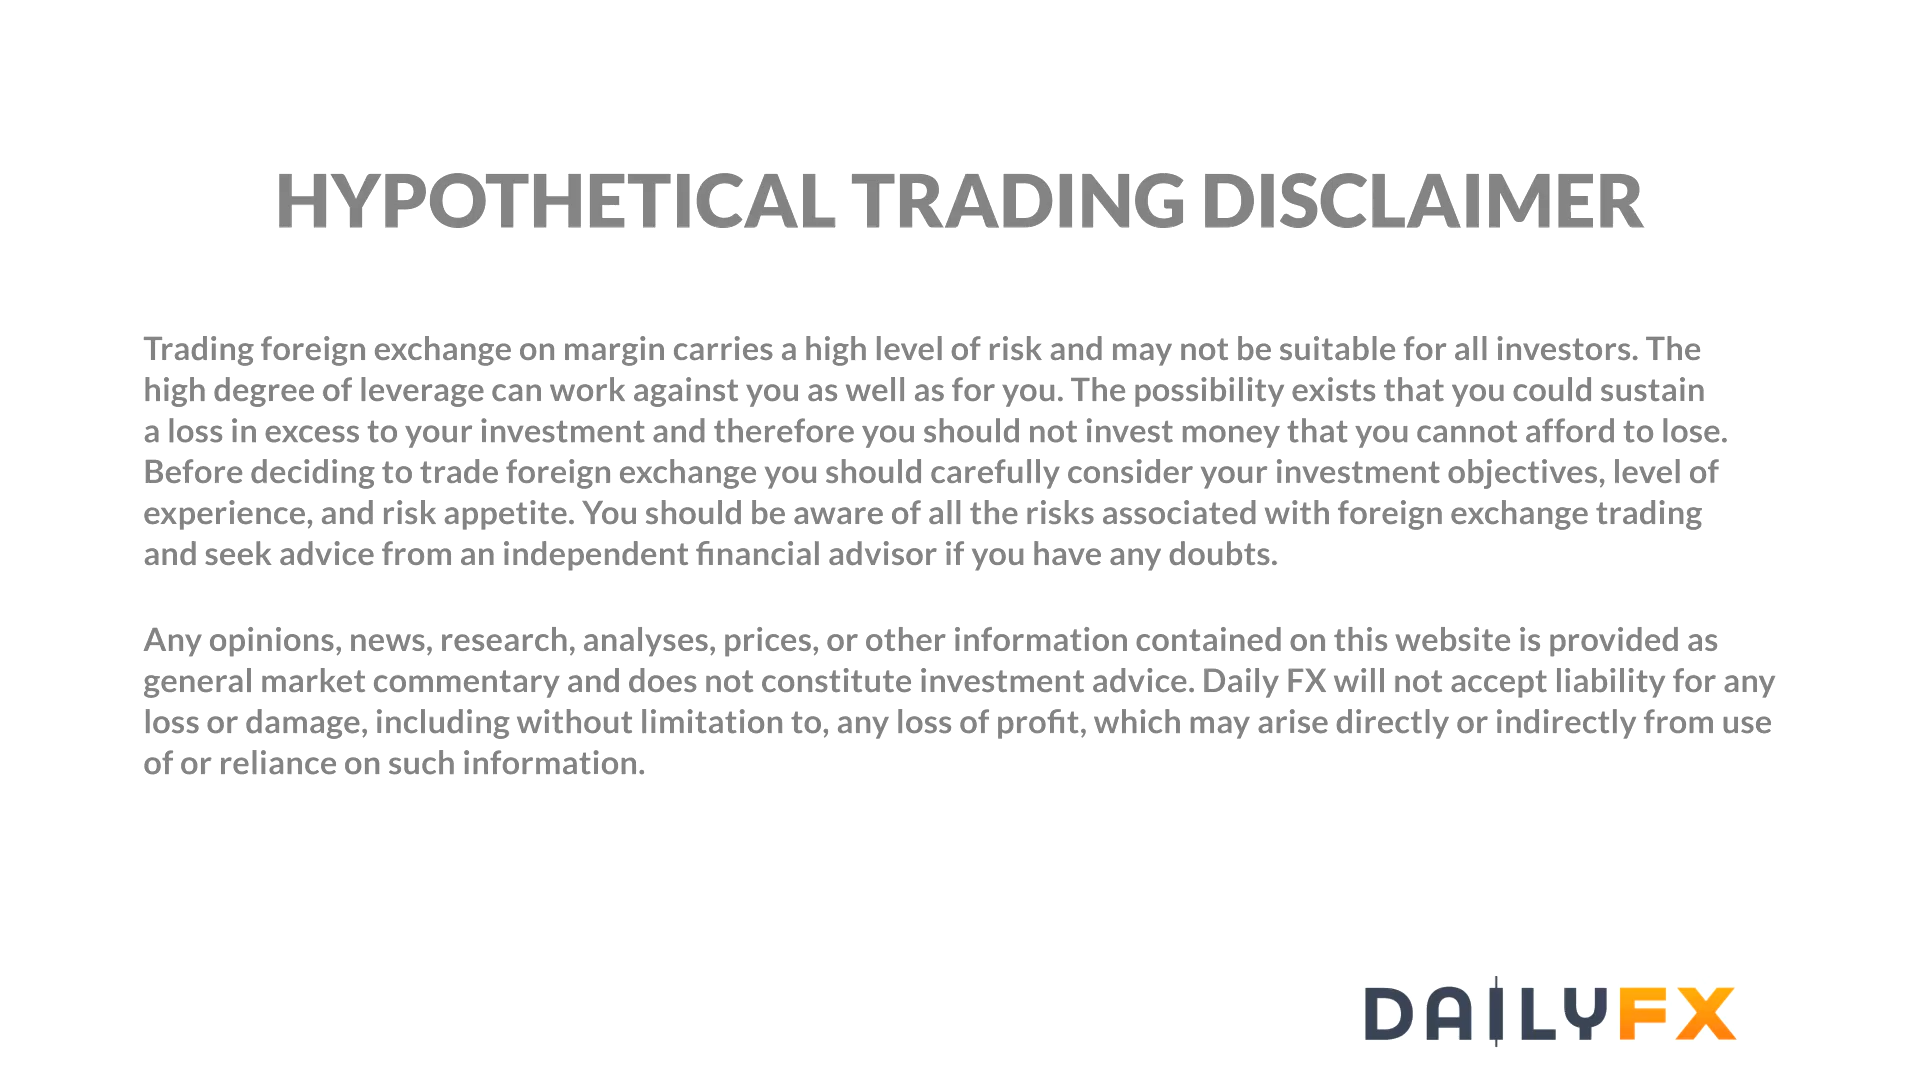 HYPOTHETICAL TRADING DISCLAIMER
Trading foreign exchange on margin carries a high level of risk and may not be suitable for all investors. The
high degree of leverage can work against you as well as for you. The possibility exists that you could sustain
a loss in excess to your investment and therefore you should not invest money that you cannot afford to lose.
Before deciding to trade foreign exchange you should carefully consider your investment objectives, level of
experience, and risk appetite. You should be aware of all the risks associated with foreign exchange trading
and seek advice from an independent financial advisor if you have any doubts.
Any opinions, news, research, analyses, prices, or other information contained on this website is provided as
general market commentary and does not constitute investment advice. Daily FX will not accept liability for any
loss or damage, including without limitation to, any loss of profit, which may arise directly or indirectly from use
of or reliance on such information.
DAILYFX